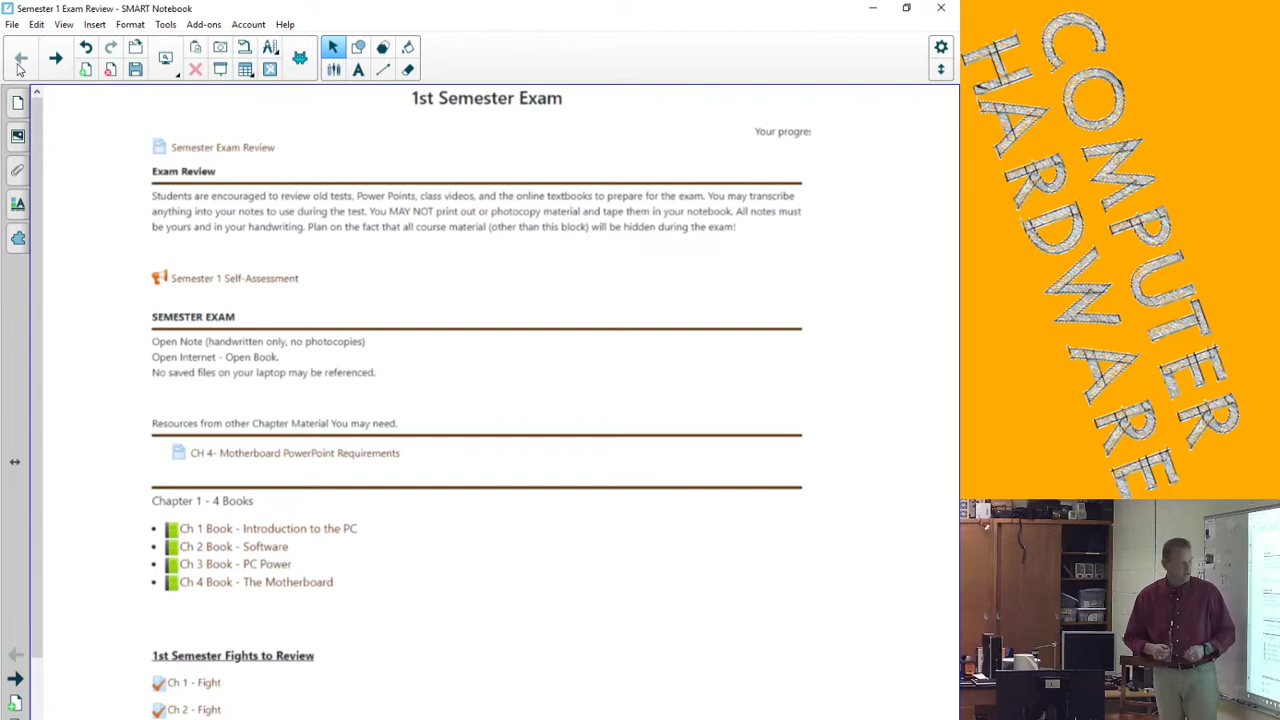 Semester 1 Exam Review - SMART Notebook
File Edit View Insert Format Tools Add-ons Account Help
1st Semester Exam
Your progre
Semester Exam Review
Exam Review
Students are encouraged to review old tests, Power Points, class videos, and the online textbooks to prepare for the exam. You may transcribe
anything into your notes to use during the test. You MAY NOT print out or photocopy material and tape them in your notebook. All notes must
be yours and in your handwriting. Plan on the fact that all course material (other than this block) will be hidden during the exam!
Semester 1 Self-Assessment
SEMESTER EXAM
Open Note (handwritten only, no photocopies)
Open Internet - Open Book.
No saved files on your laptop may be referenced.
Resources from other Chapter Material You may need.
CH 4- Motherboard PowerPoint Requirements
Chapter 1 - 4 Books
• Ch 1 Book - Introduction to the PC
• Ch 2 Book - Software
• Ch 3 Book - PC Power
• Ch 4 Book - The Motherboard
1st Semester Fights to Review
Ch 1 - Fight
Ch 2 - Fight
COMPUTER
HARDWARE